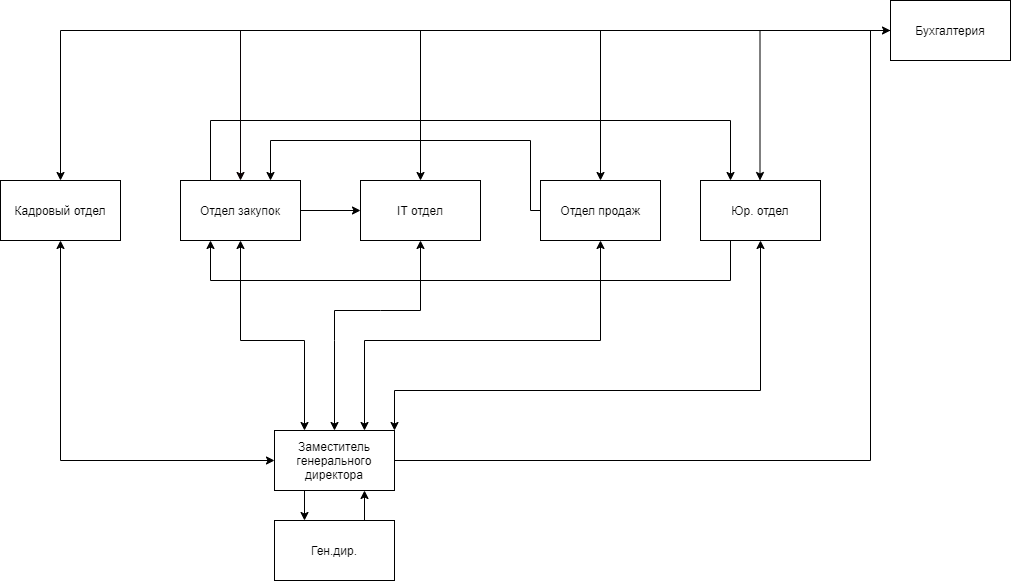 Бухгалтерия
Кадровый отдел
Отдел закупок
IT отдел
Отдел продаж
Юр. отдел
Заместитель
генерального
директора
Ген.дир.